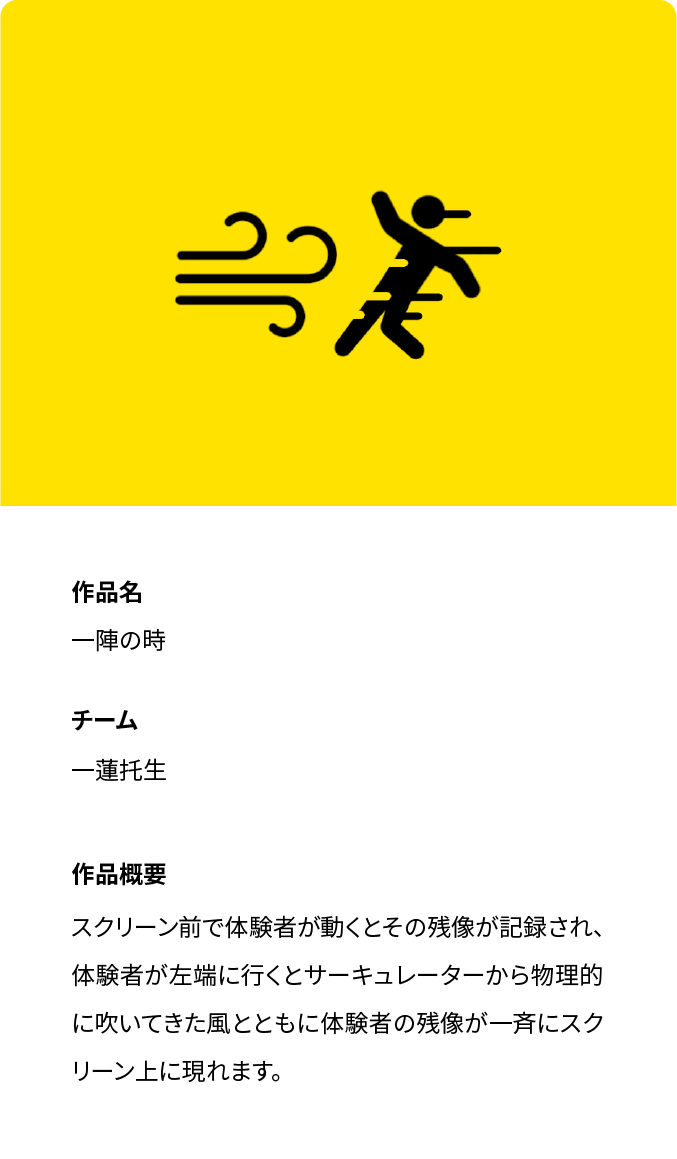 作品名
一陣の時
チーム
一蓮托生
作品概要
スクリーン前で体験者が動くとその残像が記録され、
体験者が左端に行くとサーキュレーターから物理的
に吹いてきた風とともに体験者の残像が一斉にスク
リーン上に現れます。